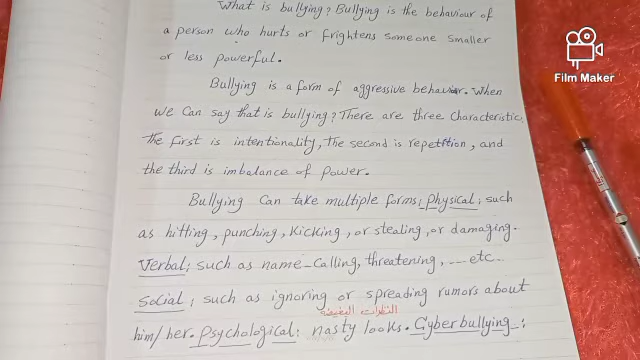 What is bullying? Bullying is the behaviour of
a person who hurts or frightens someone smaller
or less powerful.
Bullying is a form of aggressive behavior. When
we can say that is bullying? There are three characteristics
the first is intentionality, The second is repetition, and
the third is imbalance of power.
Bullying Can take multiple forms; Physical; such
as hitting, punching, kicking, or stealing, or damaging.
Verbal; such as name-calling, threatening, .... etc.
Social; such as ignoring or spreading rumors about
النظرات البغيضة
him/her. Psychological: nasty looks. Cyberbullying:
Film Maker